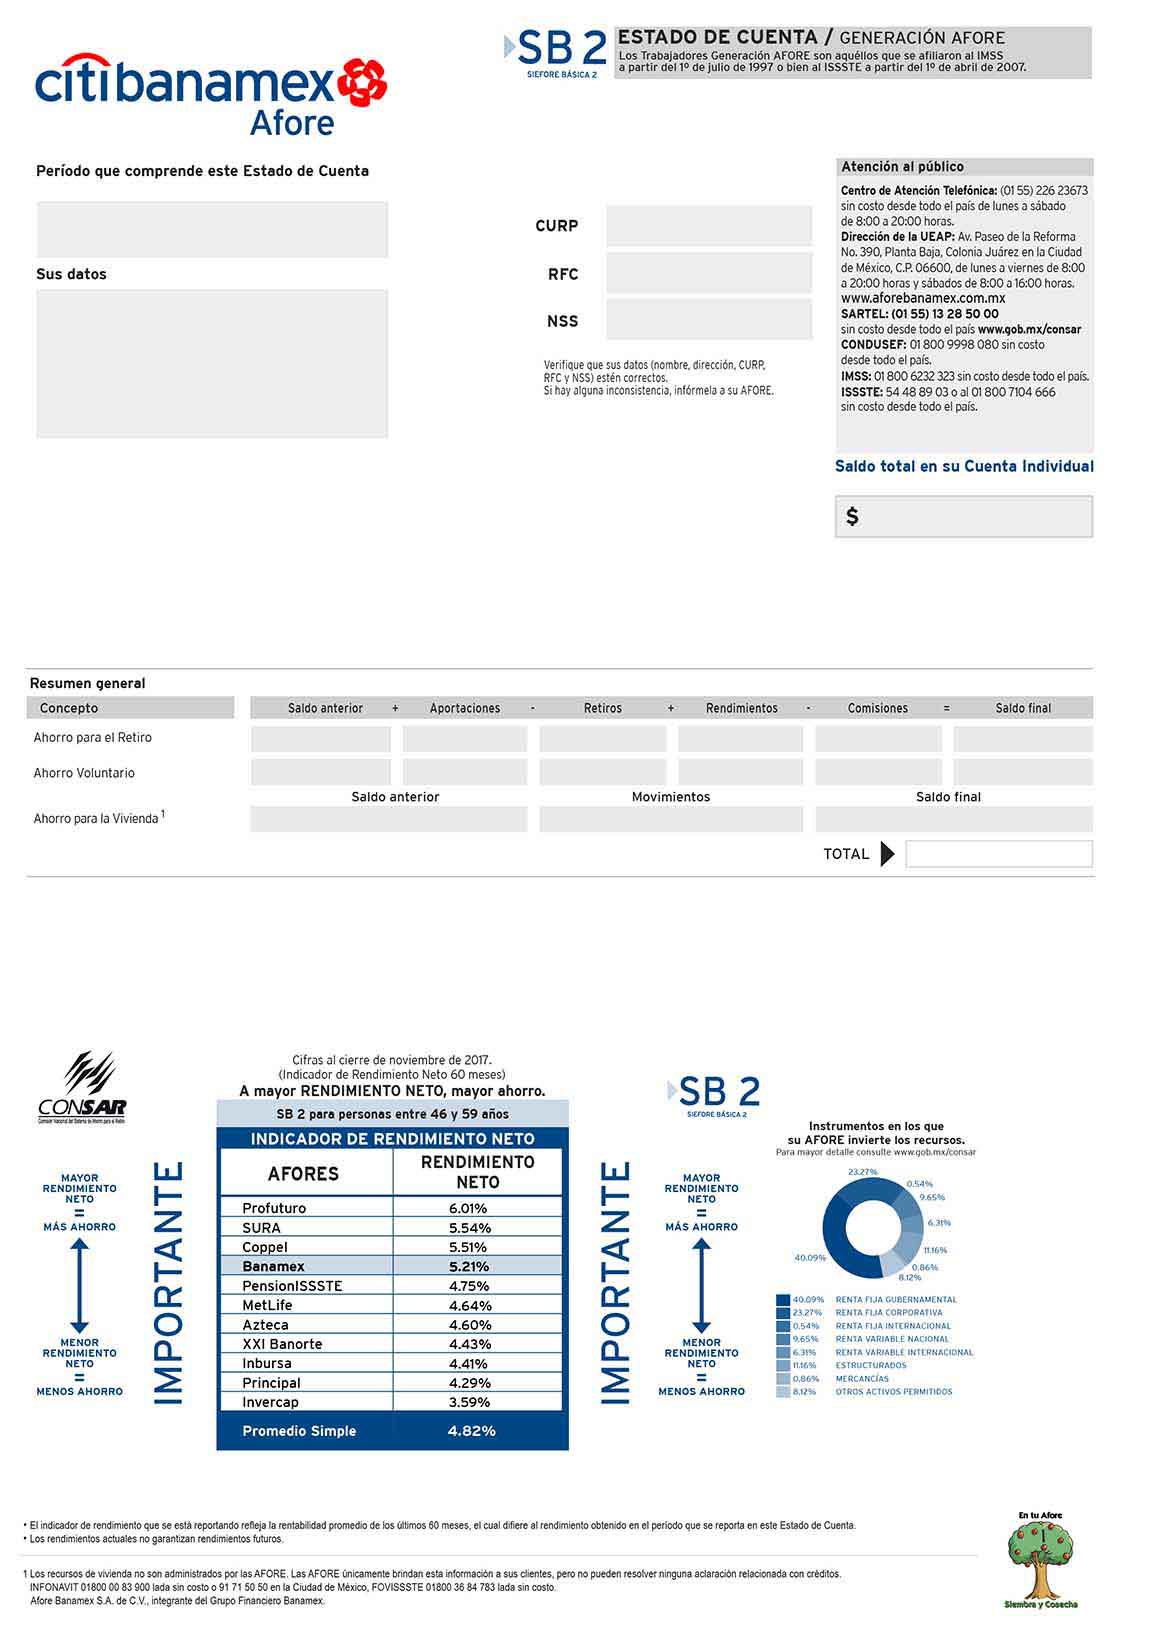 citibanamex
Afore
SB 2
SIEFORE BÁSICA 2
ESTADO DE CUENTA / GENERACIÓN AFORE
Los Trabajadores Generación AFORE son aquéllos que se afiliaron al IMSS
a partir del 1º de julio de 1997 o bien al ISSSTE a partir del 1º de abril de 2007.
Período que comprende este Estado de Cuenta
Sus datos
CURP
RFC
NSS
Verifique que sus datos (nombre, dirección, CURP,
RFC y NSS) estén correctos.
Si hay alguna inconsistencia, infórmela a su AFORE.
Atención al público
Centro de Atención Telefónica: (01 55) 226 23673
sin costo desde todo el país de lunes a sábado
de 8:00 a 20:00 horas.
Dirección de la UEAP: Av. Paseo de la Reforma
No. 390, Planta Baja, Colonia Juárez en la Ciudad
de México, C.P. 06600, de lunes a viernes de 8:00
a 20:00 horas y sábados de 8:00 a 16:00 horas.
www.aforebanamex.com.mx
SARTEL: (01 55) 13 28 50 00
sin costo desde todo el país www.gob.mx/consar
CONDUSEF: 01 800 9998 080 sin costo
desde todo el país.
IMSS: 01 800 6232 323 sin costo desde todo el país.
ISSSTE: 54 48 89 03 o al 01 800 7104 666
sin costo desde todo el país.
Saldo total en su Cuenta Individual
$
Resumen general
Concepto Saldo anterior + Aportaciones - Retiros + Rendimientos - Comisiones = Saldo final
Ahorro para el Retiro
Ahorro Voluntario
Saldo anterior Movimientos Saldo final
Ahorro para la Vivienda 1
TOTAL
CONSAR
Comisión Nacional del Sistema de Ahorro para el Retiro
MAYOR
RENDIMIENTO
NETO
=
MÁS AHORRO
MENOR
RENDIMIENTO
NETO
=
MENOS AHORRO
IMPORTANTE
Cifras al cierre de noviembre de 2017.
(Indicador de Rendimiento Neto 60 meses)
A mayor RENDIMIENTO NETO, mayor ahorro.
SB 2 para personas entre 46 y 59 años
INDICADOR DE RENDIMIENTO NETO
AFORES RENDIMIENTO NETO
Profuturo 6.01%
SURA 5.54%
Coppel 5.51%
Banamex 5.21%
PensionISSSTE 4.75%
MetLife 4.64%
Azteca 4.60%
XXI Banorte 4.43%
Inbursa 4.41%
Principal 4.29%
Invercap 3.59%
Promedio Simple 4.82%
IMPORTANTE
SB 2
SIEFORE BÁSICA 2
MAYOR
RENDIMIENTO
NETO
=
MÁS AHORRO
MENOR
RENDIMIENTO
NETO
=
MENOS AHORRO
Instrumentos en los que
su AFORE invierte los recursos.
Para mayor detalle consulte www.gob.mx/consar
23.27%
0.54%
9.65%
6.31%
11.16%
0.86%
8.12%
40.09%
40.09% RENTA FIJA GUBERNAMENTAL
23.27% RENTA FIJA CORPORATIVA
0.54% RENTA FIJA INTERNACIONAL
9.65% RENTA VARIABLE NACIONAL
6.31% RENTA VARIABLE INTERNACIONAL
11.16% ESTRUCTURADOS
0.86% MERCANCÍAS
8.12% OTROS ACTIVOS PERMITIDOS
• El indicador de rendimiento que se está reportando refleja la rentabilidad promedio de los últimos 60 meses, el cual difiere al rendimiento obtenido en el período que se reporta en este Estado de Cuenta.
• Los rendimientos actuales no garantizan rendimientos futuros.
1 Los recursos de vivienda no son administrados por las AFORE. Las AFORE únicamente brindan esta información a sus clientes, pero no pueden resolver ninguna aclaración relacionada con créditos.
INFONAVIT 01800 00 83 900 lada sin costo o 91 71 50 50 en la Ciudad de México, FOVISSSTE 01800 36 84 783 lada sin costo.
Afore Banamex S.A. de C.V., integrante del Grupo Financiero Banamex.
En tu Afore
Siembra y Cosecha